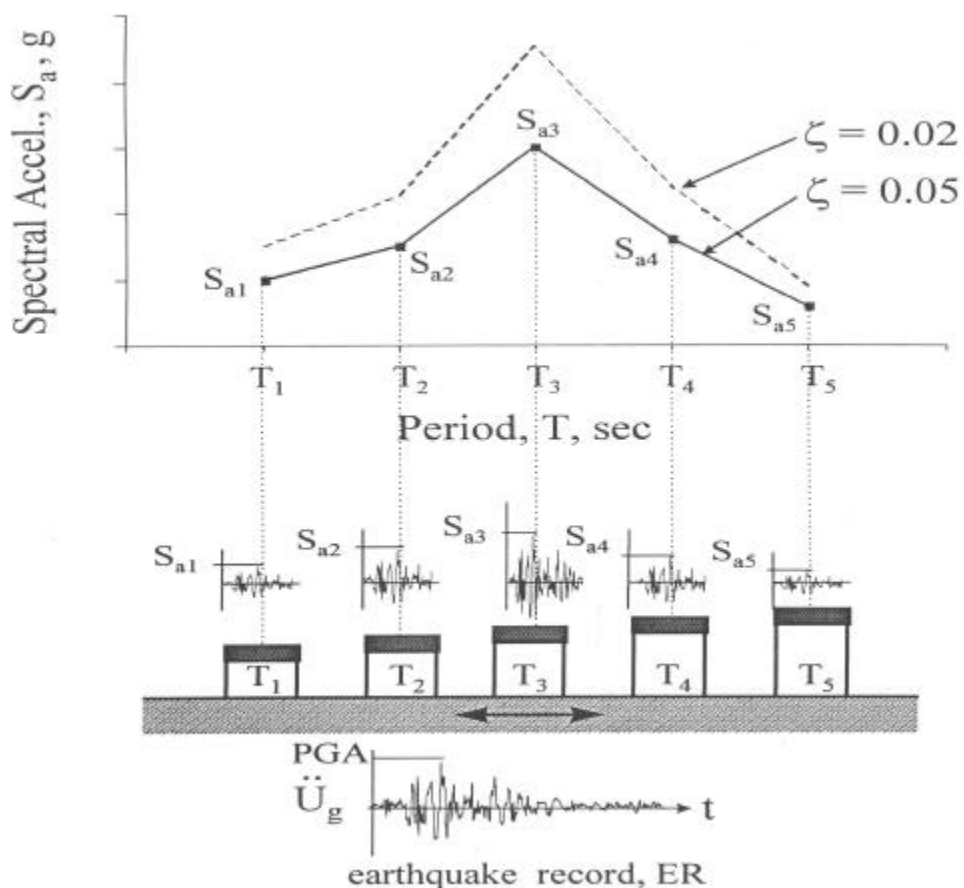 Spectral Accel., Sₐ, g
ζ = 0.02
ζ = 0.05
Sₐ₃
Sₐ₁
Sₐ₂
Sₐ₄
Sₐ₅
T₁ T₂ T₃ T₄ T₅
Period, T, sec
Sₐ₁ Sₐ₂ Sₐ₃ Sₐ₄ Sₐ₅
T₁ T₂ T₃ T₄ T₅
PGA
Ü_g
t
earthquake record, ER